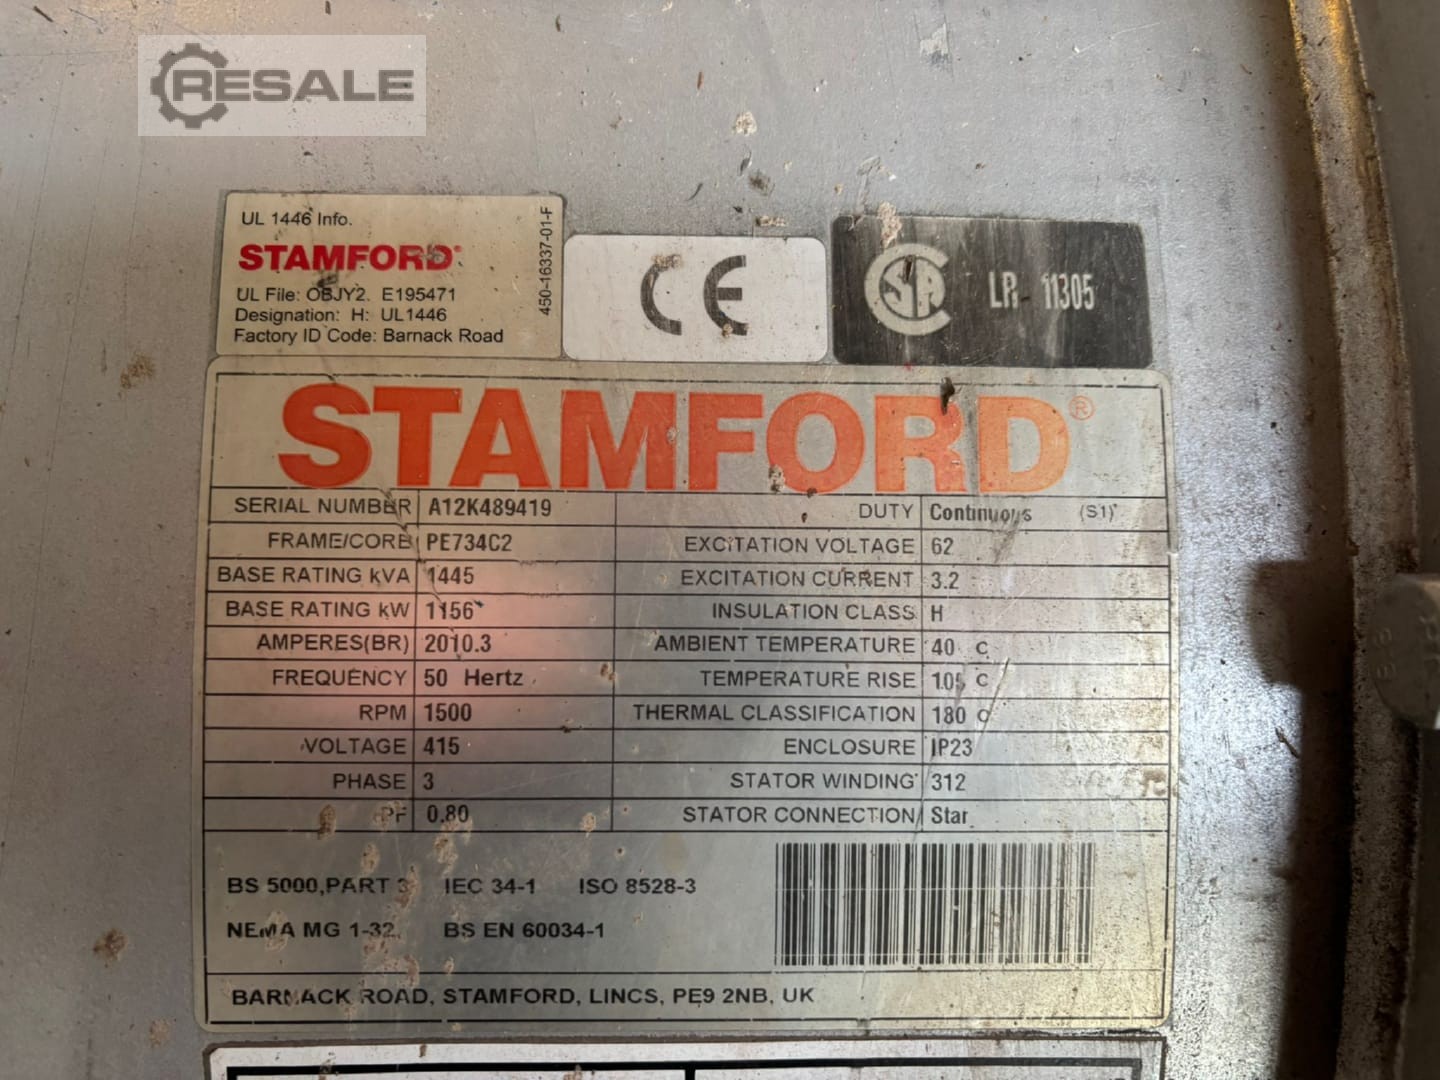 RESALE
UL 1446 Info.
STAMFORD®
UL File: OBJY2. E195471
Designation: H: UL1446
Factory ID Code: Barnack Road
450-16337-01-F
CE
CSA LR 11305
STAMFORD®
SERIAL NUMBER A12K489419 DUTY Continuous (S1)
FRAME/CORE PE734C2 EXCITATION VOLTAGE 62
BASE RATING kVA 1445 EXCITATION CURRENT 3.2
BASE RATING kW 1156 INSULATION CLASS H
AMPERES(BR) 2010.3 AMBIENT TEMPERATURE 40 C
FREQUENCY 50 Hertz TEMPERATURE RISE 105 C
RPM 1500 THERMAL CLASSIFICATION 180 C
VOLTAGE 415 ENCLOSURE IP23
PHASE 3 STATOR WINDING 312
PF 0.80 STATOR CONNECTION Star
BS 5000,PART 3 IEC 34-1 ISO 8528-3
NEMA MG 1-32, BS EN 60034-1
BARNACK ROAD, STAMFORD, LINCS, PE9 2NB, UK